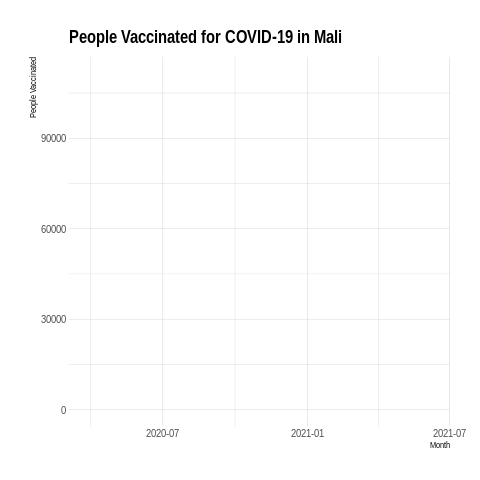 People Vaccinated for COVID-19 in Mali
People Vaccinated
90000
60000
30000
0
2020-07
2021-01
2021-07
Month